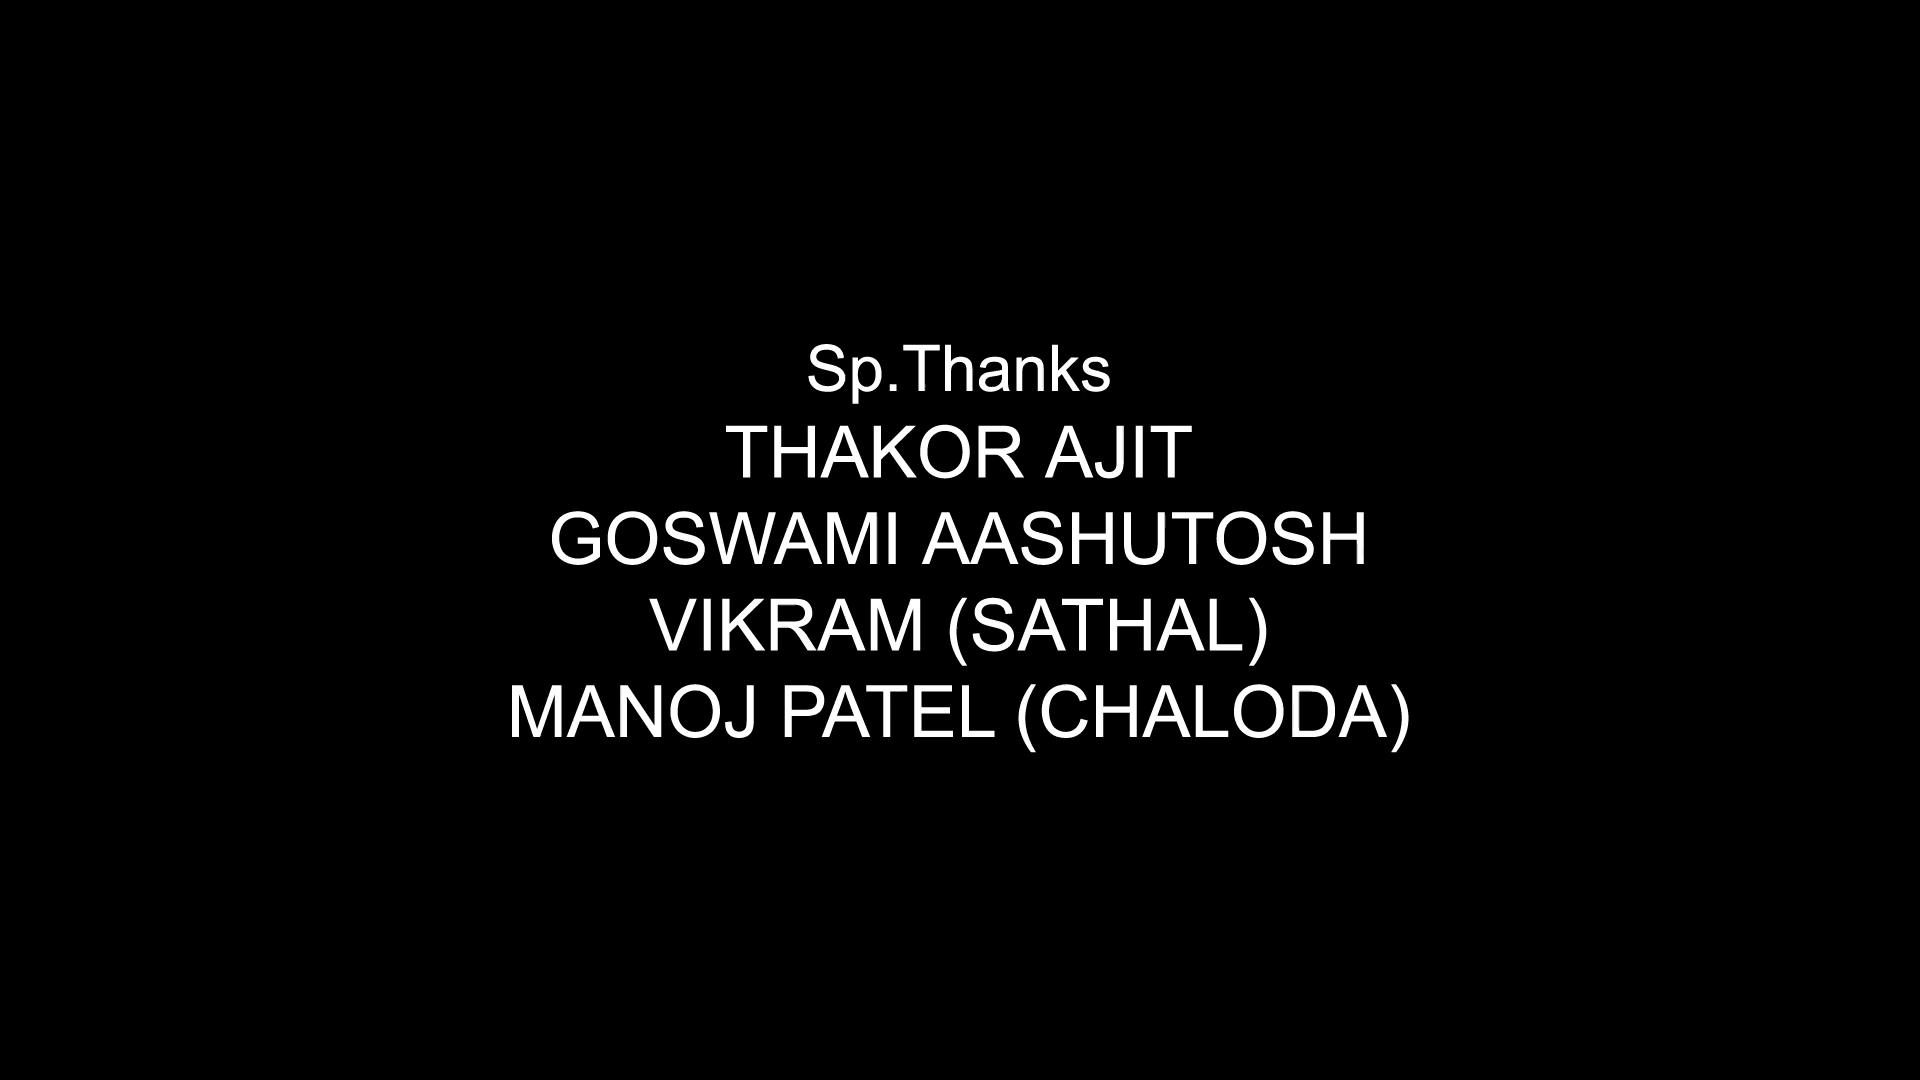 Sp.Thanks
THAKOR AJIT
GOSWAMI AASHUTOSH
VIKRAM (SATHAL)
MANOJ PATEL (CHALODA)